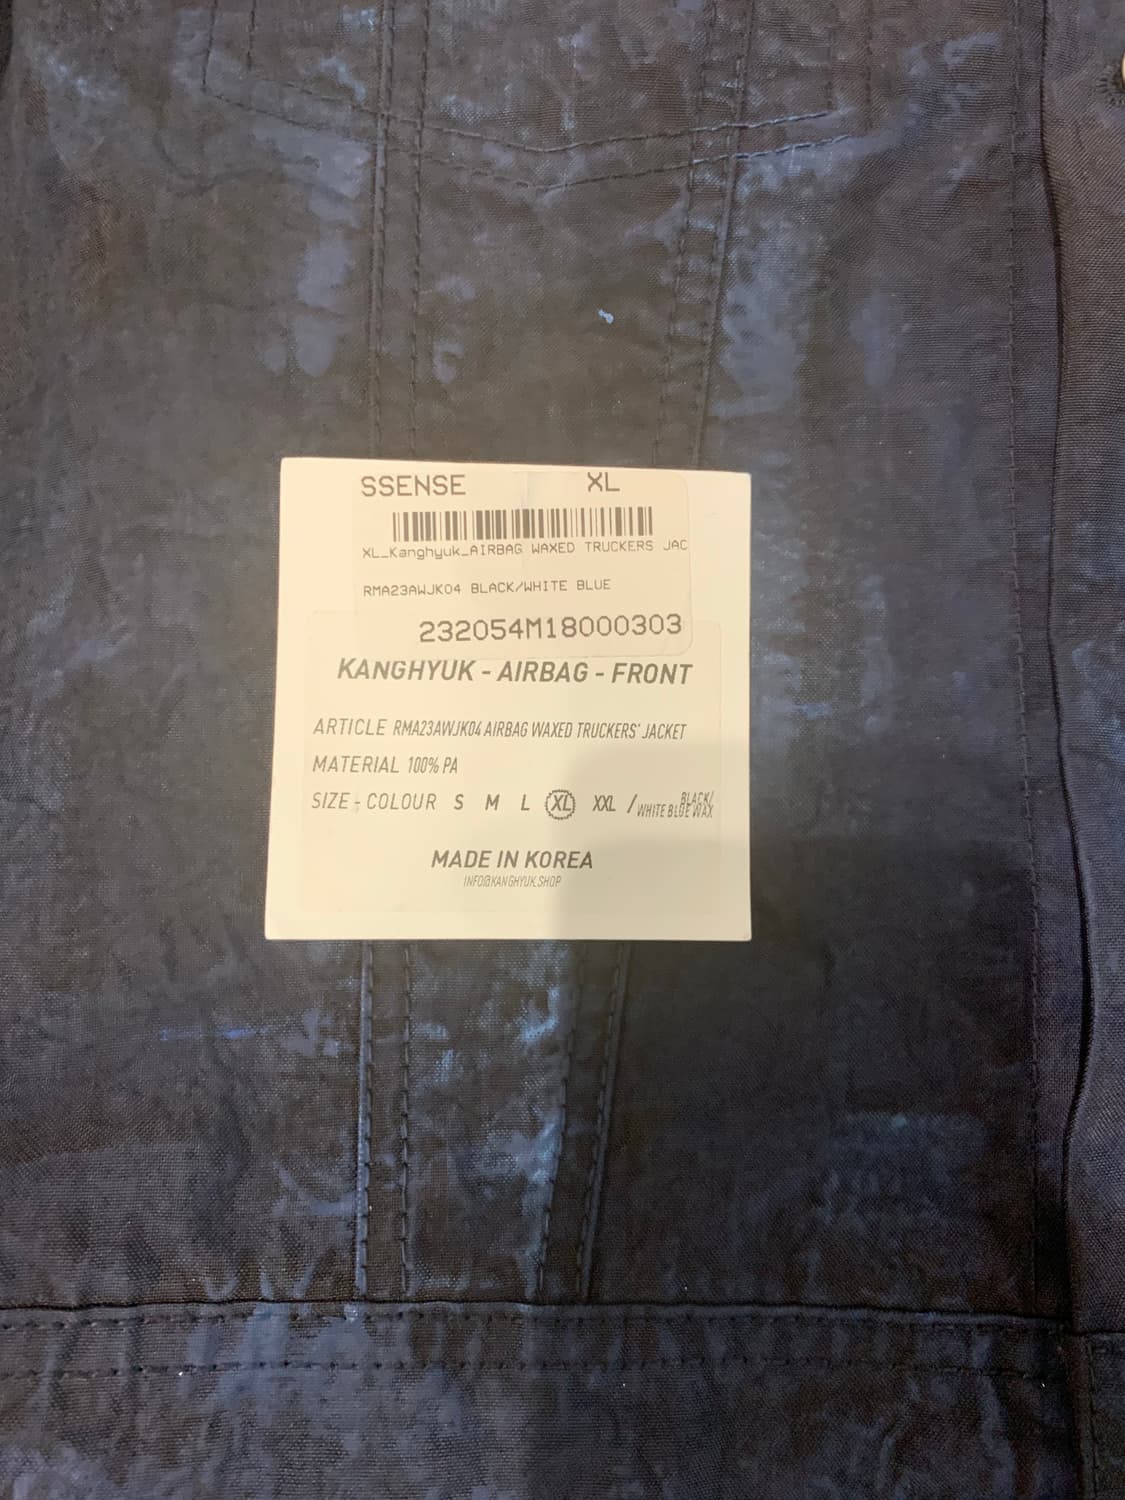 SSENSE XL
XL_Kanghyuk_AIRBAG WAXED TRUCKERS JAC
RMA23AWJK04 BLACK/WHITE BLUE
232054M18000303
KANGHYUK - AIRBAG - FRONT
ARTICLE RMA23AWJK04 AIRBAG WAXED TRUCKERS' JACKET
MATERIAL 100% PA
SIZE - COLOUR S M L XL XXL / BLACK/
WHITE BLUE WAX
MADE IN KOREA
INFO@KANGHYUK.SHOP